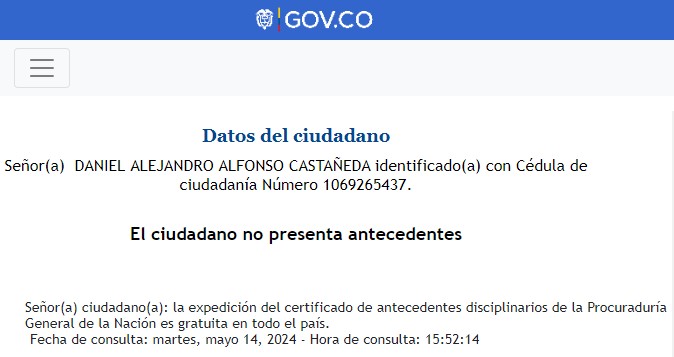 GOV.CO
Datos del ciudadano
Señor(a) DANIEL ALEJANDRO ALFONSO CASTAÑEDA identificado(a) con Cédula de
ciudadanía Número 1069265437.
El ciudadano no presenta antecedentes
Señor(a) ciudadano(a): la expedición del certificado de antecedentes disciplinarios de la Procuraduría
General de la Nación es gratuita en todo el país.
Fecha de consulta: martes, mayo 14, 2024 - Hora de consulta: 15:52:14